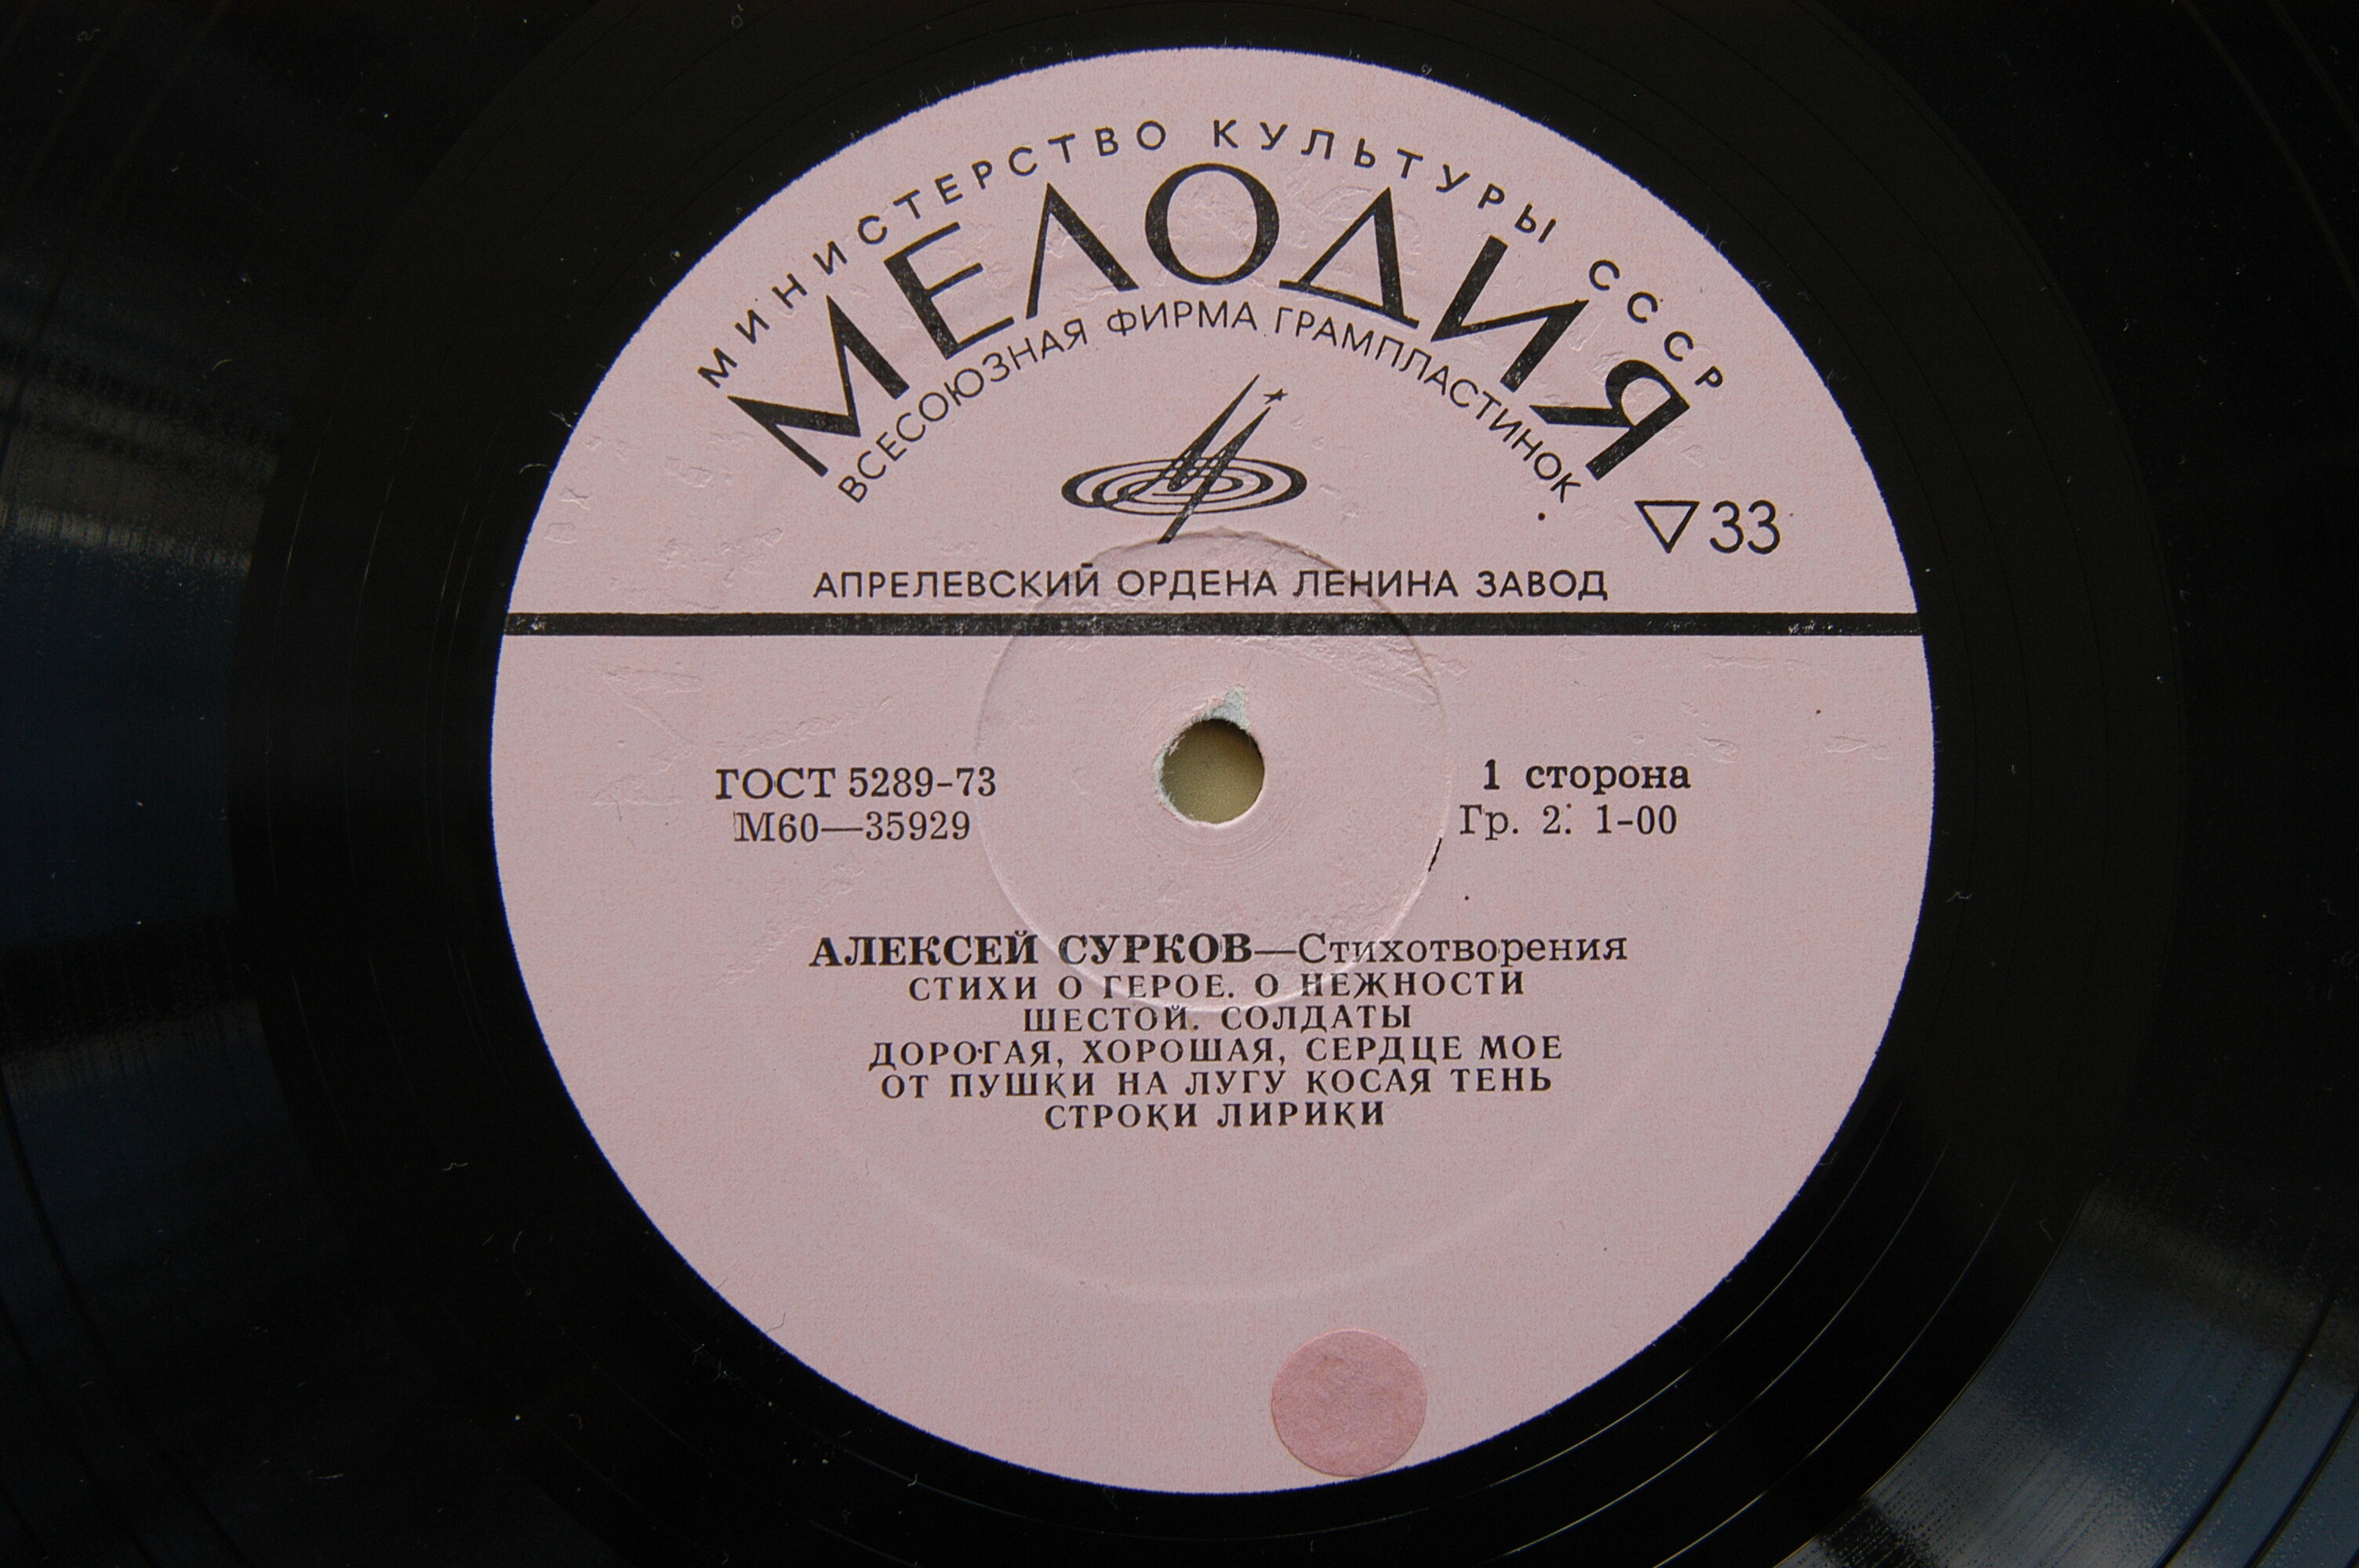 МИНИСТЕРСТВО КУЛЬТУРЫ СССР
МЕЛОДИЯ
ВСЕСОЮЗНАЯ ФИРМА ГРАМПЛАСТИНОК
▽33
АПРЕЛЕВСКИЙ ОРДЕНА ЛЕНИНА ЗАВОД
ГОСТ 5289-73
М60—35929
1 сторона
Гр. 2. 1-00
АЛЕКСЕЙ СУРКОВ—Стихотворения
СТИХИ О ГЕРОЕ. О НЕЖНОСТИ
ШЕСТОЙ. СОЛДАТЫ
ДОРОГАЯ, ХОРОШАЯ, СЕРДЦЕ МОЕ
ОТ ПУШКИ НА ЛУГУ КОСАЯ ТЕНЬ
СТРОКИ ЛИРИКИ